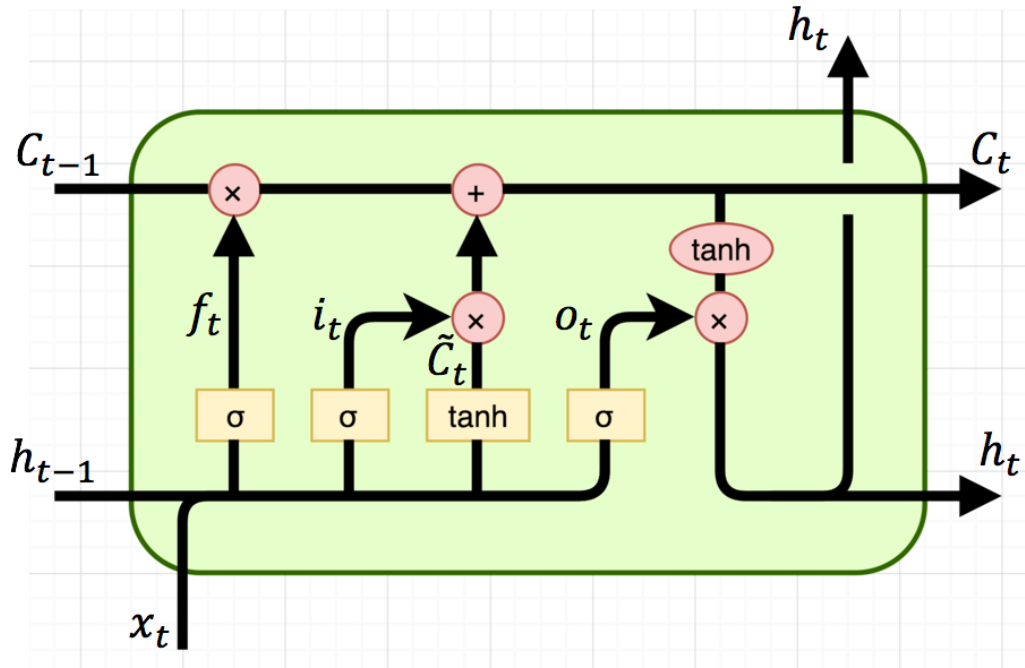 h_t
C_{t-1}
C_t
×
+
tanh
f_t
i_t
×
o_t
×
C̃_t
σ
σ
tanh
σ
h_{t-1}
h_t
x_t